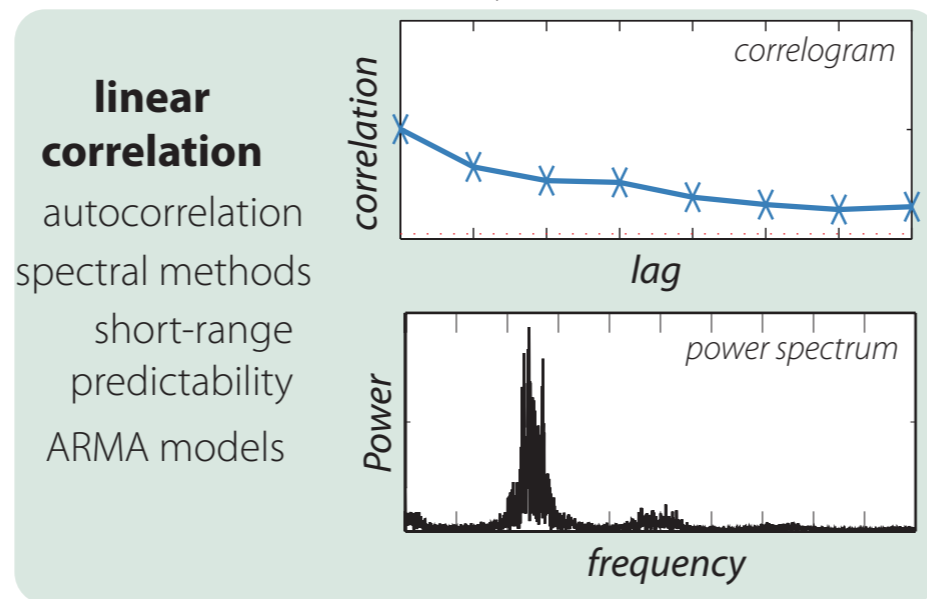 linear
correlation
autocorrelation
spectral methods
short-range
predictability
ARMA models
correlation
correlogram
lag
Power
power spectrum
frequency